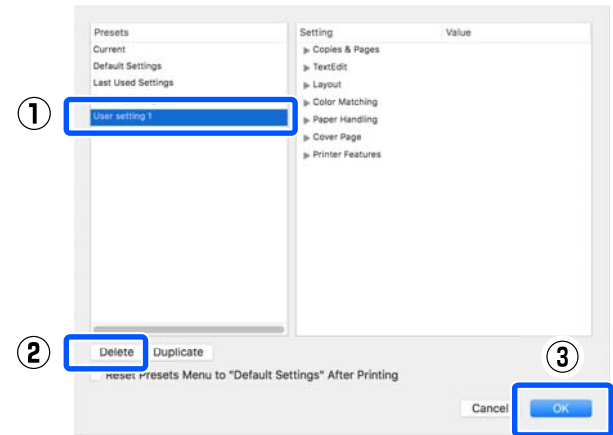 Presets
Current
Default Settings
Last Used Settings
① User setting 1
Setting Value
Copies & Pages
TextEdit
Layout
Color Matching
Paper Handling
Cover Page
Printer Features
② Delete Duplicate
Reset Presets Menu to "Default Settings" After Printing
③
Cancel OK